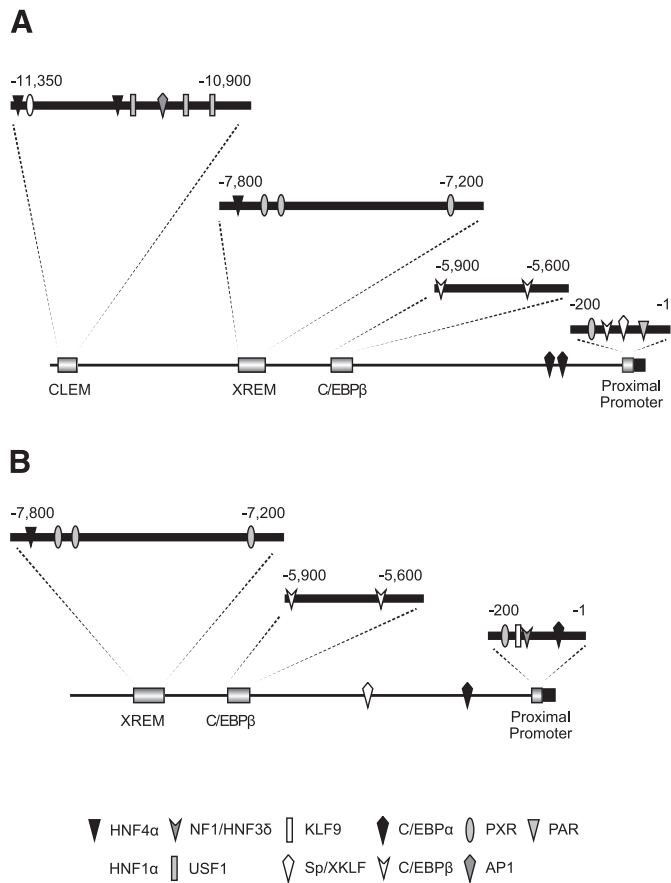 A
-11,350 -10,900
-7,800 -7,200
-5,900 -5,600
-200 -1
CLEM XREM C/EBPβ Proximal
Promoter
B
-7,800 -7,200
-5,900 -5,600
-200 -1
XREM C/EBPβ Proximal
Promoter
HNF4α NF1/HNF3δ KLF9 C/EBPα PXR PAR
HNF1α USF1 Sp/XKLF C/EBPβ AP1